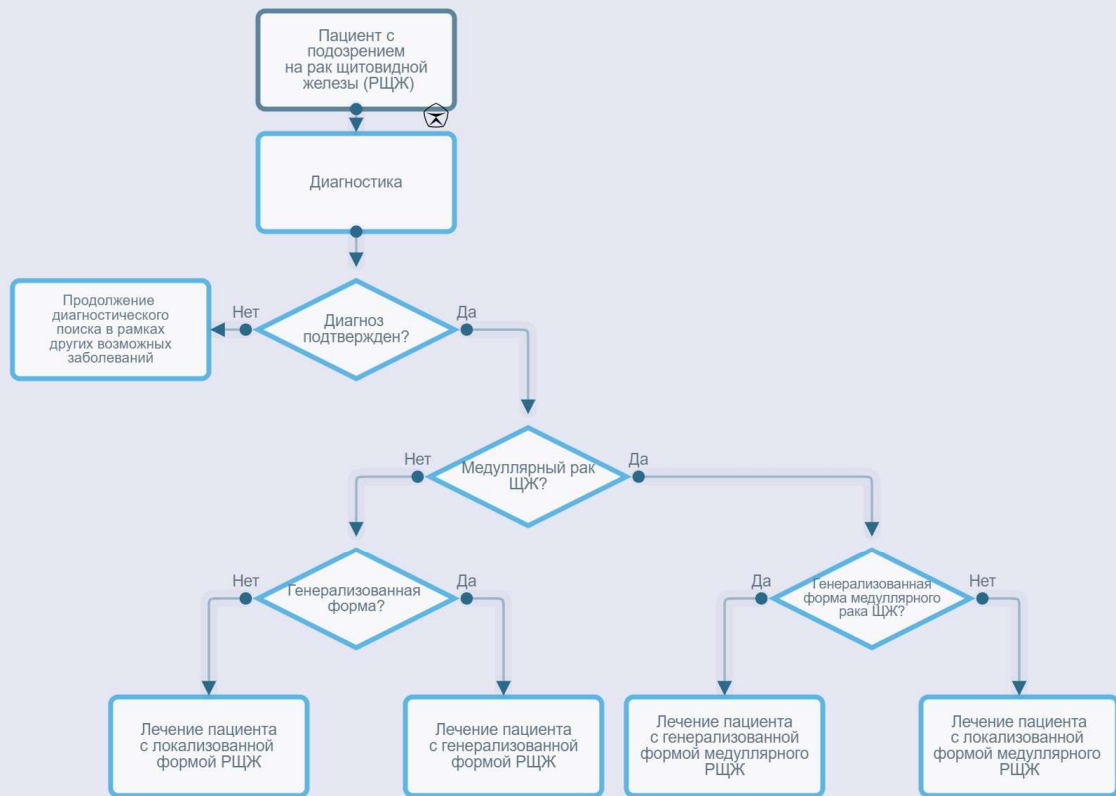 Пациент с
подозрением
на рак щитовидной
железы (РЩЖ)
Диагностика
Продолжение
диагностического
поиска в рамках
других возможных
заболеваний
Нет
Диагноз
подтвержден?
Да
Нет
Медуллярный рак
ЩЖ?
Да
Нет
Генерализованная
форма?
Да
Да
Генерализованная
форма медуллярного
рака ЩЖ?
Нет
Лечение пациента
с локализованной
формой РЩЖ
Лечение пациента
с генерализованной
формой РЩЖ
Лечение пациента
с генерализованной
формой медуллярного
РЩЖ
Лечение пациента
с локализованной
формой медуллярного
РЩЖ